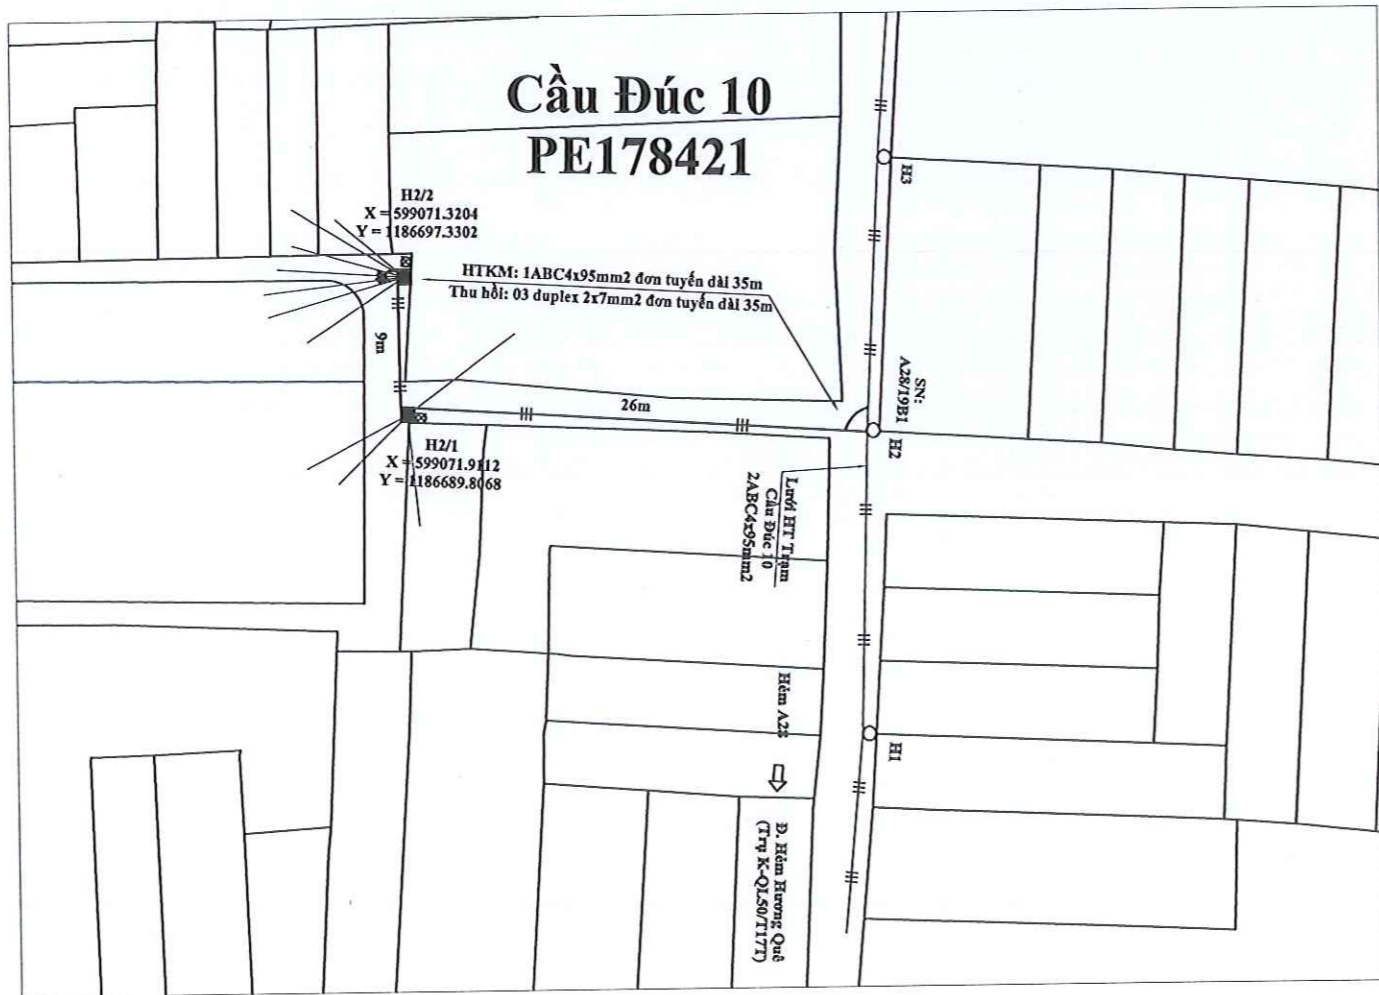 Cầu Đúc 10
PE178421
H2/2
X = 599071.3204
Y = 1186697.3302
HTKM: 1ABC4x95mm2 đơn tuyến dài 35m
Thu hồi: 03 duplex 2x7mm2 đơn tuyến dài 35m
H3
9m
26m
SN:
A28/19B1
H2
H2/1
X = 599071.9112
Y = 1186689.8068
Lưới HT Trạm
Cầu Đúc 10
2ABC4x95mm2
Hẻm A28
H1
Đ. Hẻm Hương Quê
(Trụ K-QL50/T17T)